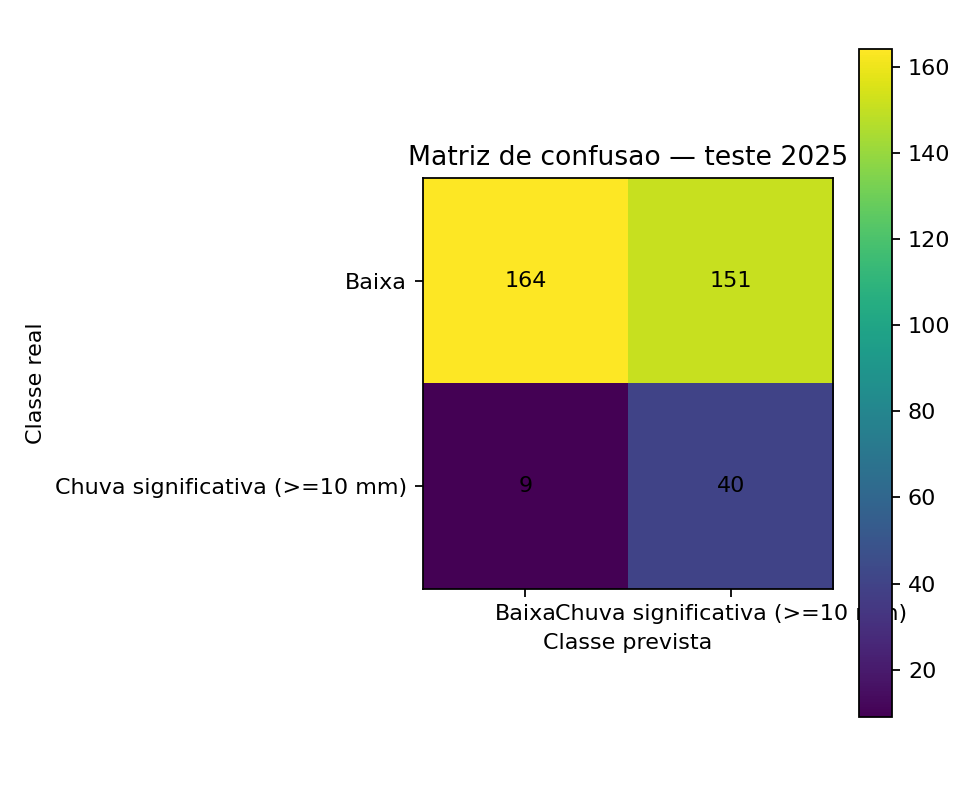 Matriz de confusao — teste 2025
Classe real
Baixa
164
151
Chuva significativa (>=10 mm)
9
40
BaixaChuva significativa (>=10 mm)
Classe prevista
160
140
120
100
80
60
40
20